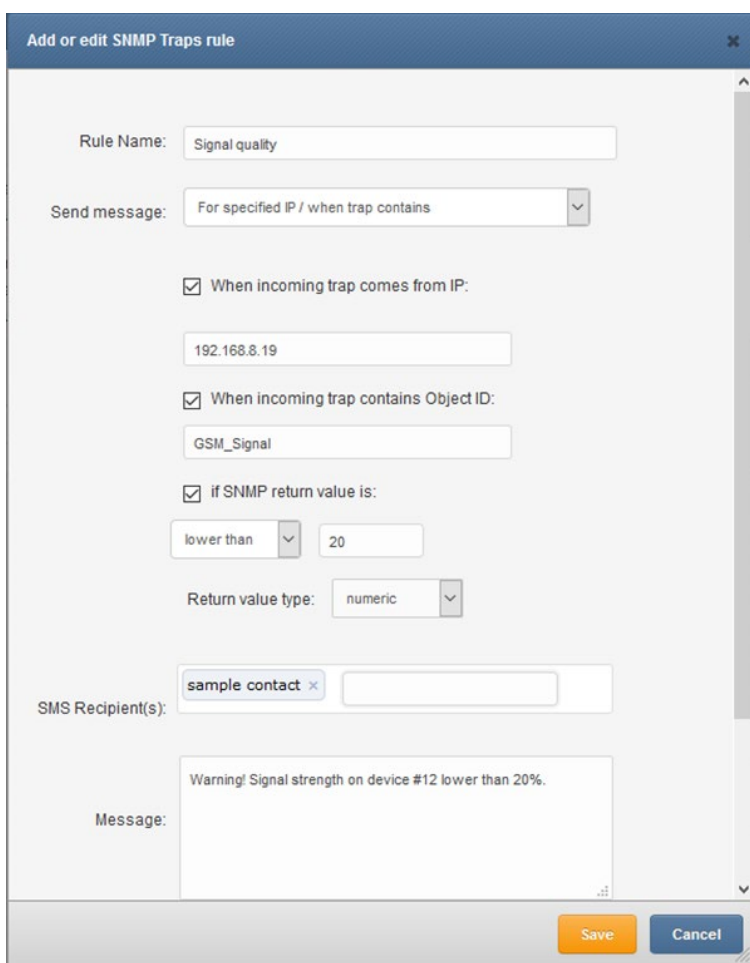 Add or edit SNMP Traps rule
Rule Name: Signal quality
Send message: For specified IP / when trap contains
When incoming trap comes from IP:
192.168.8.19
When incoming trap contains Object ID:
GSM_Signal
if SNMP return value is:
lower than 20
Return value type: numeric
sample contact ×
SMS Recipient(s):
Warning! Signal strength on device #12 lower than 20%.
Message:
Save Cancel